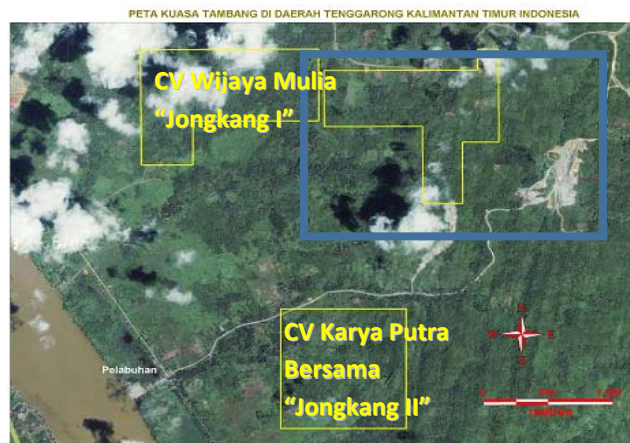 PETA KUASA TAMBANG DI DAERAH TENGGARONG KALIMANTAN TIMUR INDONESIA
CV Wijaya Mulia
“Jongkang I”
CV Karya Putra
Bersama
“Jongkang II”
Pelabuhan
N
W E
S
0